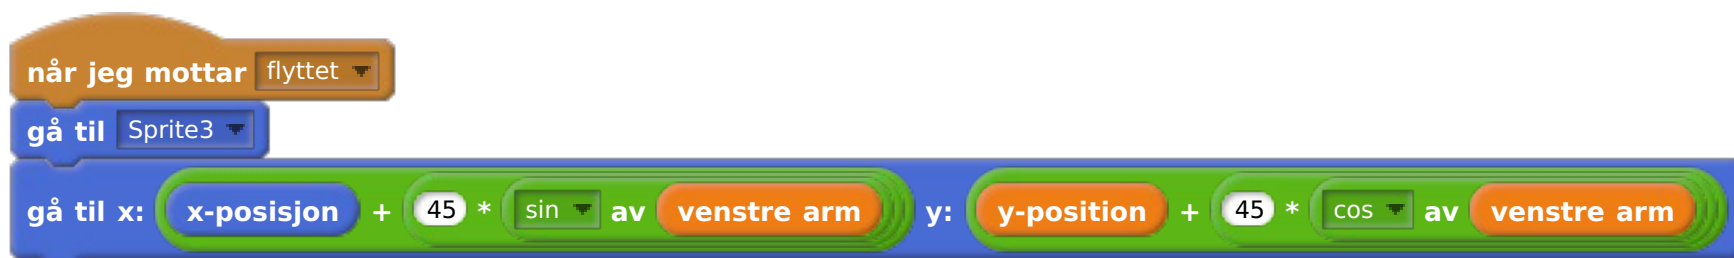 når jeg mottar flyttet
gå til Sprite3
gå til x: x-posisjon + 45 * sin av venstre arm y: y-position + 45 * cos av venstre arm